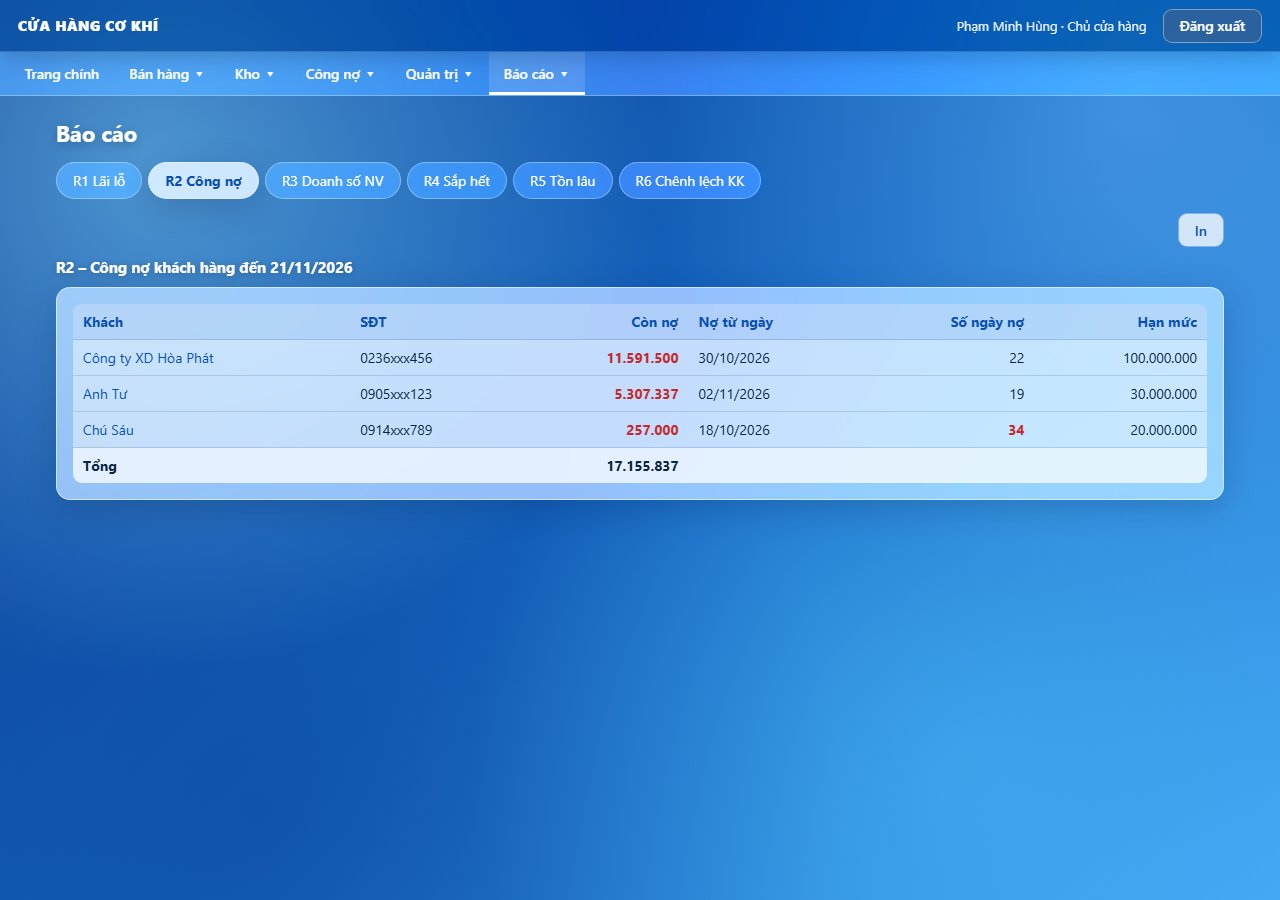 CỬA HÀNG CƠ KHÍ
Phạm Minh Hùng · Chủ cửa hàng
Đăng xuất
Trang chính
Bán hàng ▼
Kho ▼
Công nợ ▼
Quản trị ▼
Báo cáo ▼
Báo cáo
R1 Lãi lỗ
R2 Công nợ
R3 Doanh số NV
R4 Sắp hết
R5 Tồn lâu
R6 Chênh lệch KK
In
R2 – Công nợ khách hàng đến 21/11/2026
Khách SĐT Còn nợ Nợ từ ngày Số ngày nợ Hạn mức
Công ty XD Hòa Phát 0236xxx456 11.591.500 30/10/2026 22 100.000.000
Anh Tư 0905xxx123 5.307.337 02/11/2026 19 30.000.000
Chú Sáu 0914xxx789 257.000 18/10/2026 34 20.000.000
Tổng 17.155.837